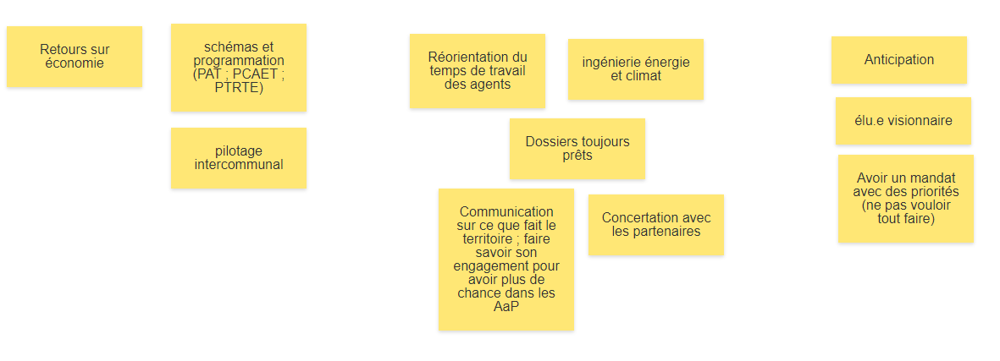 Retours sur
économie
schémas et
programmation
(PAT ; PCAET ;
PTRTE)
pilotage
intercommunal
Réorientation du
temps de travail
des agents
ingénierie énergie
et climat
Dossiers toujours
prêts
Communication
sur ce que fait le
territoire ; faire
savoir son
engagement pour
avoir plus de
chance dans les
AaP
Concertation avec
les partenaires
Anticipation
élu.e visionnaire
Avoir un mandat
avec des priorités
(ne pas vouloir
tout faire)